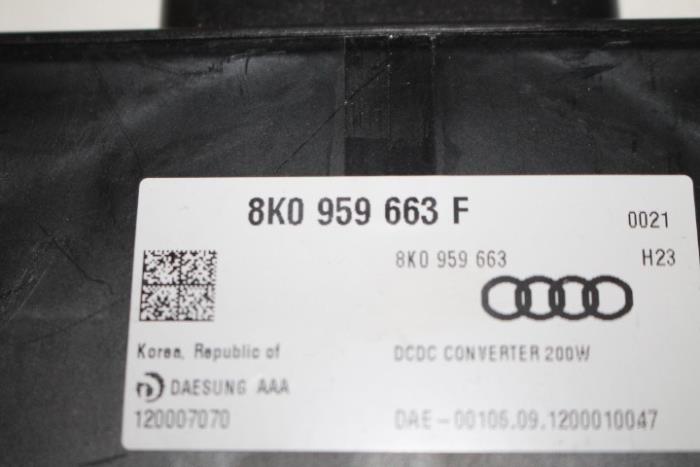 8K0 959 663 F
0021
8K0 959 663
H23
Korea, Republic of
DCDC CONVERTER 200W
DAESUNG AAA
120007070
DAE-00106.09.1200010047